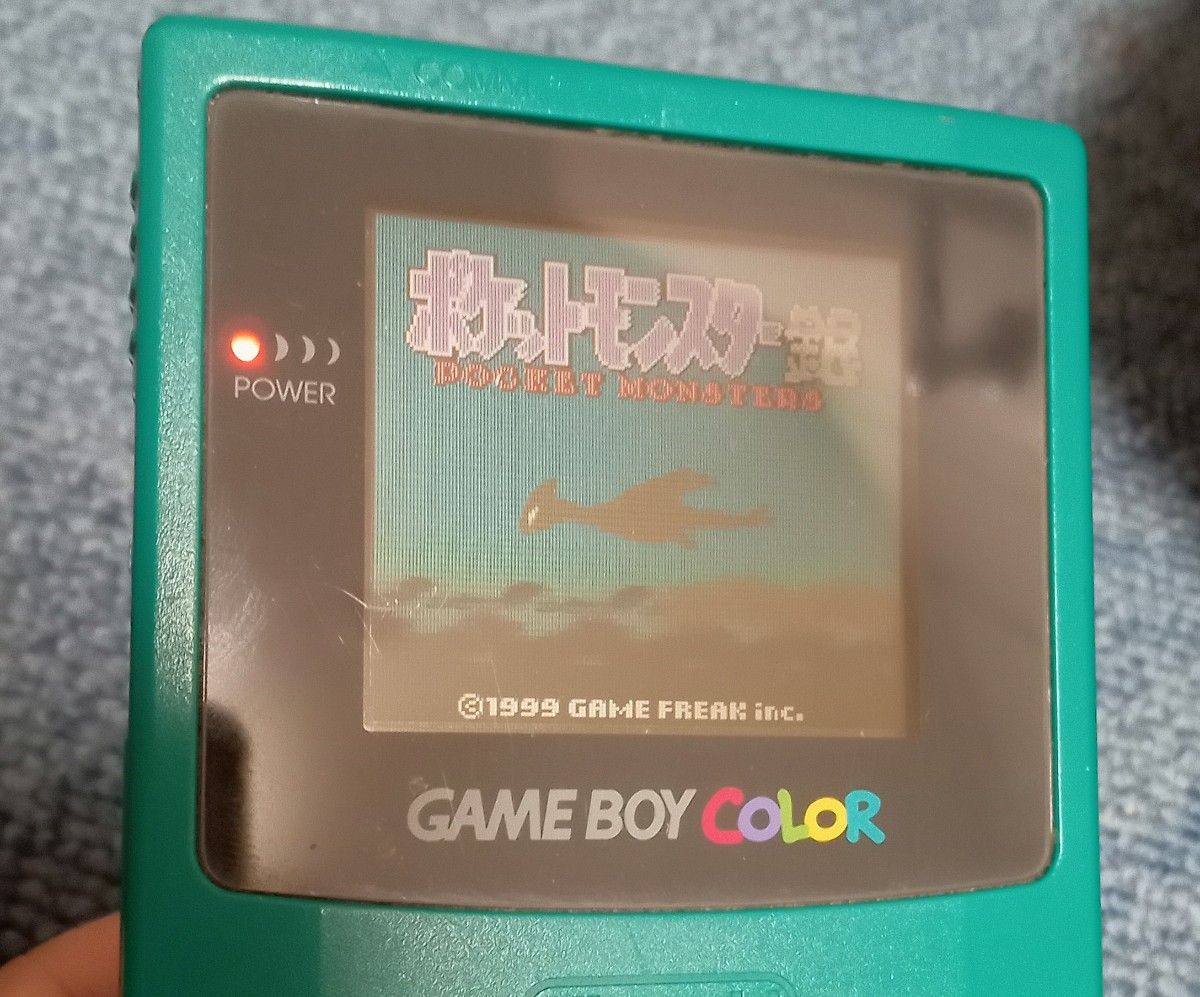 COMM.
ポケットモンスター 銀
POCKET MONSTERS
POWER
©1999 GAME FREAK inc.
GAME BOY COLOR